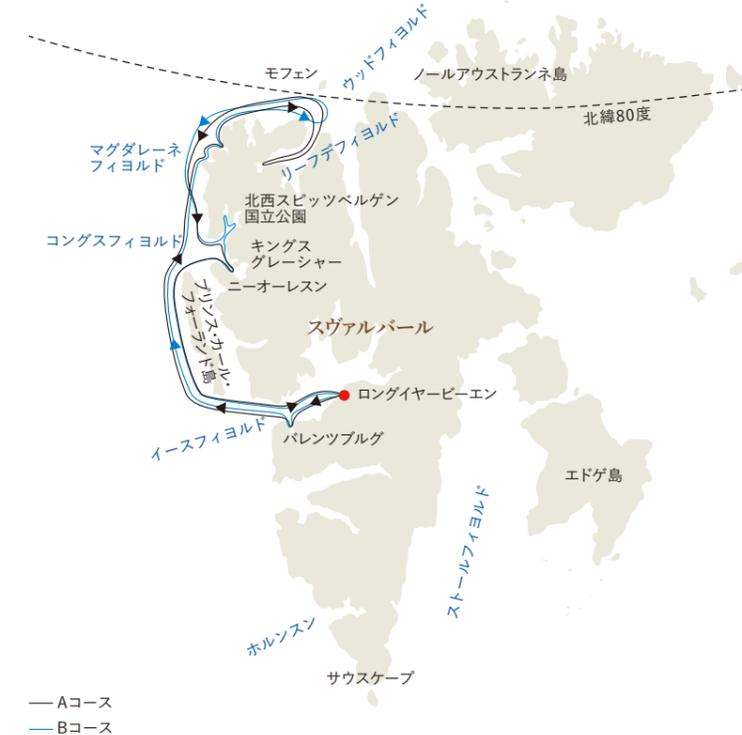 ウッドフィヨルド
モフェン
ノールアウストランネ島
北緯80度
マグダレーネ
フィヨルド
リーフデフィヨルド
北西スピッツベルゲン
国立公園
コングスフィヨルド
キングス
グレーシャー
ニーオーレスン
プリンス・カール・
フォーランド島
スヴァルバール
ロングイヤービーエン
イースフィヨルド
バレンツブルグ
エドゲ島
ストールフィヨルド
ホルンスン
サウスケープ
Aコース
Bコース